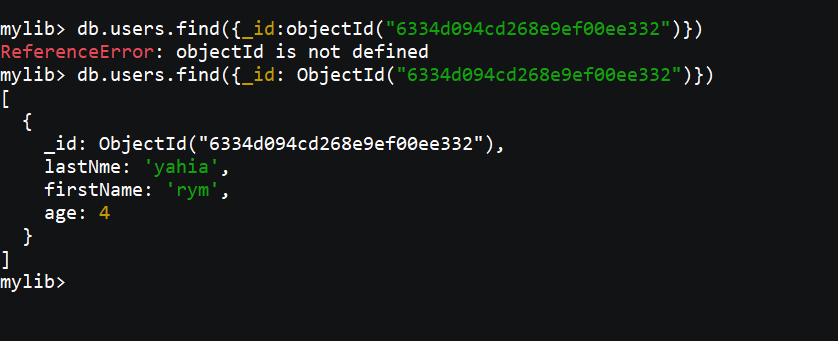 mylib> db.users.find({_id:objectId("6334d094cd268e9ef00ee332")})
ReferenceError: objectId is not defined
mylib> db.users.find({_id: ObjectId("6334d094cd268e9ef00ee332")})
[
  {
    _id: ObjectId("6334d094cd268e9ef00ee332"),
    lastNme: 'yahia',
    firstName: 'rym',
    age: 4
  }
]
mylib>